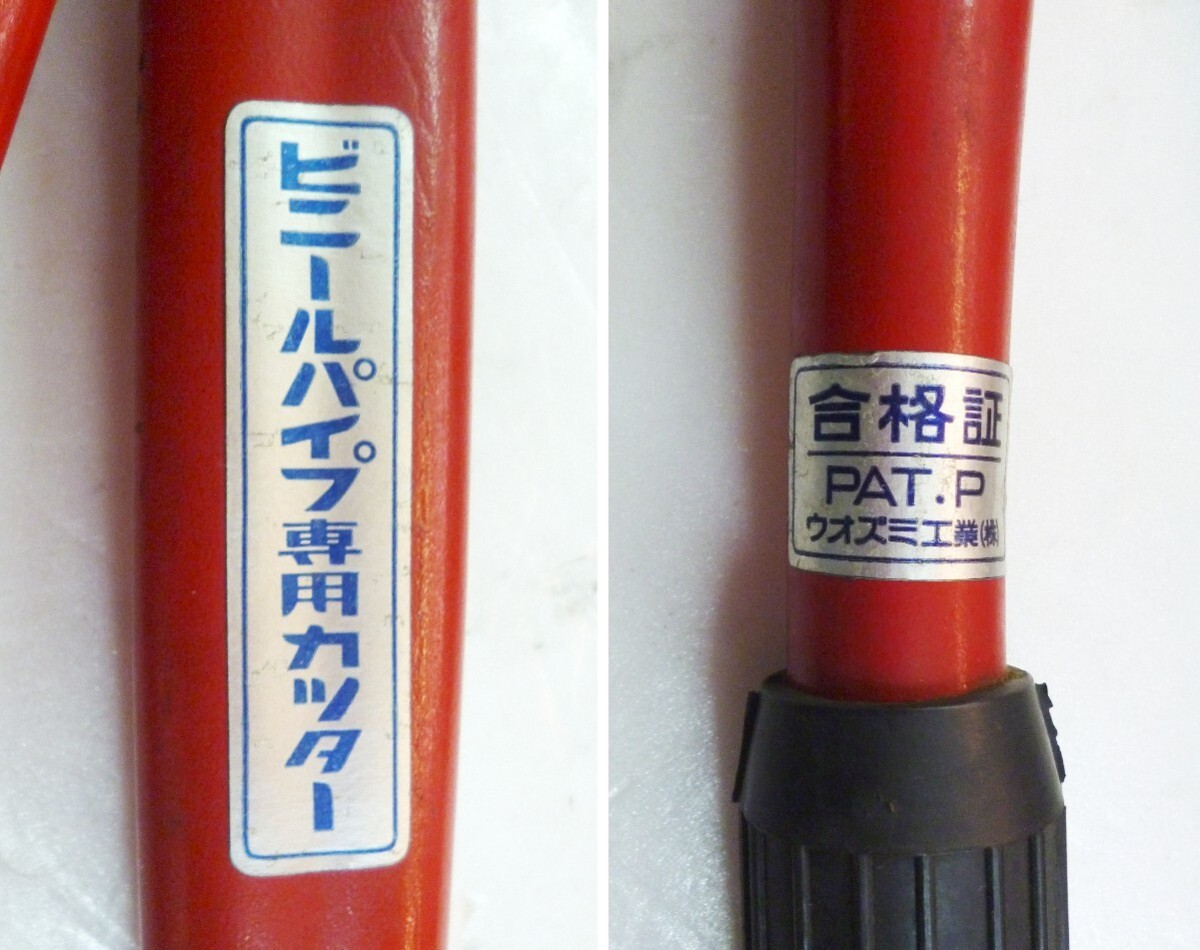 ビニールパイプ専用カッター
合格証
PAT.P
ウオズミ工業(株)